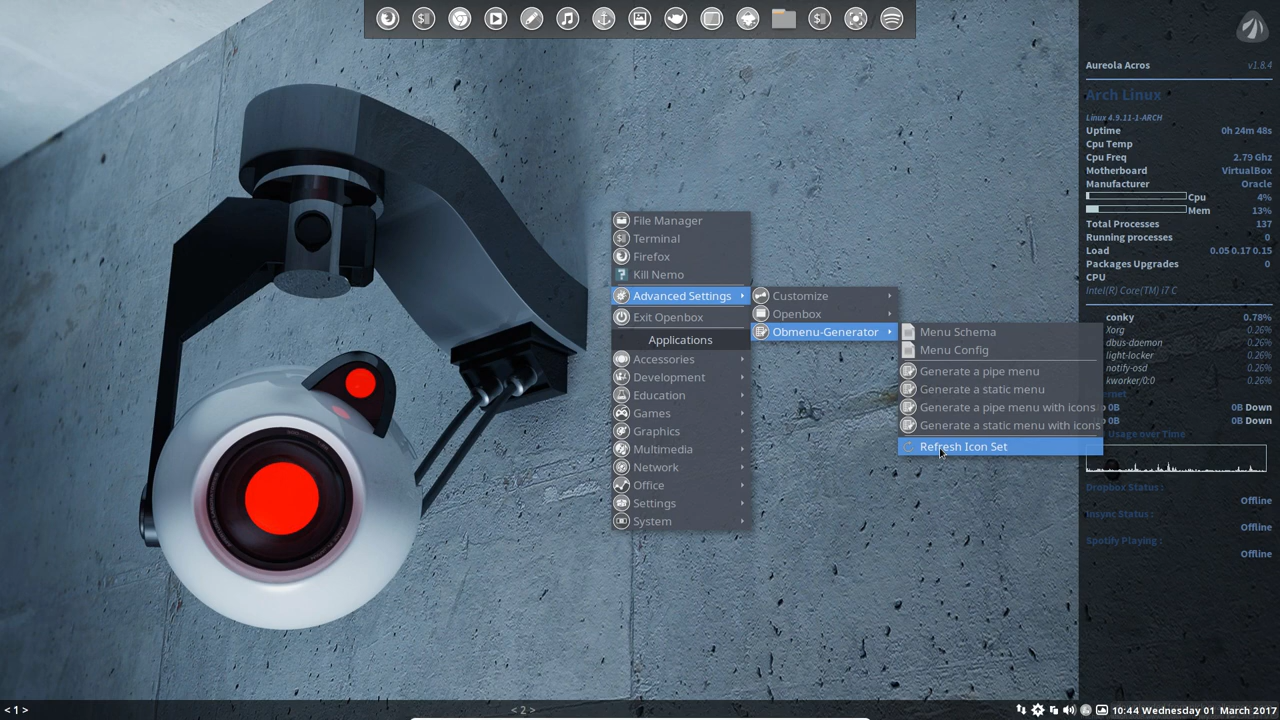 Aureola Acros v1.8.4
Arch Linux
Linux 4.9.11-1-ARCH
Uptime 0h 24m 48s
Cpu Temp
Cpu Freq 2.79 Ghz
Motherboard VirtualBox
Manufacturer Oracle
Cpu 4%
Mem 13%
Total Processes 137
Running processes 0
Load 0.05 0.17 0.15
Packages Upgrades 0
CPU
Intel(R) Core(TM) i7 C
conky 0.78%
Xorg 0.26%
dbus-daemon 0.26%
light-locker 0.26%
notify-osd 0.26%
kworker/0:0 0.26%
0B 0B Down
0B 0B Down
Usage over Time
Dropbox Status :
Offline
Insync Status :
Offline
Spotify Playing :
Offline
File Manager
Terminal
Firefox
Kill Nemo
Advanced Settings
Exit Openbox
Applications
Accessories
Development
Education
Games
Graphics
Multimedia
Network
Office
Settings
System
Customize
Openbox
Obmenu-Generator
Menu Schema
Menu Config
Generate a pipe menu
Generate a static menu
Generate a pipe menu with icons
Generate a static menu with icons
Refresh Icon Set
< 1 >
< 2 >
10:44 Wednesday 01 March 2017